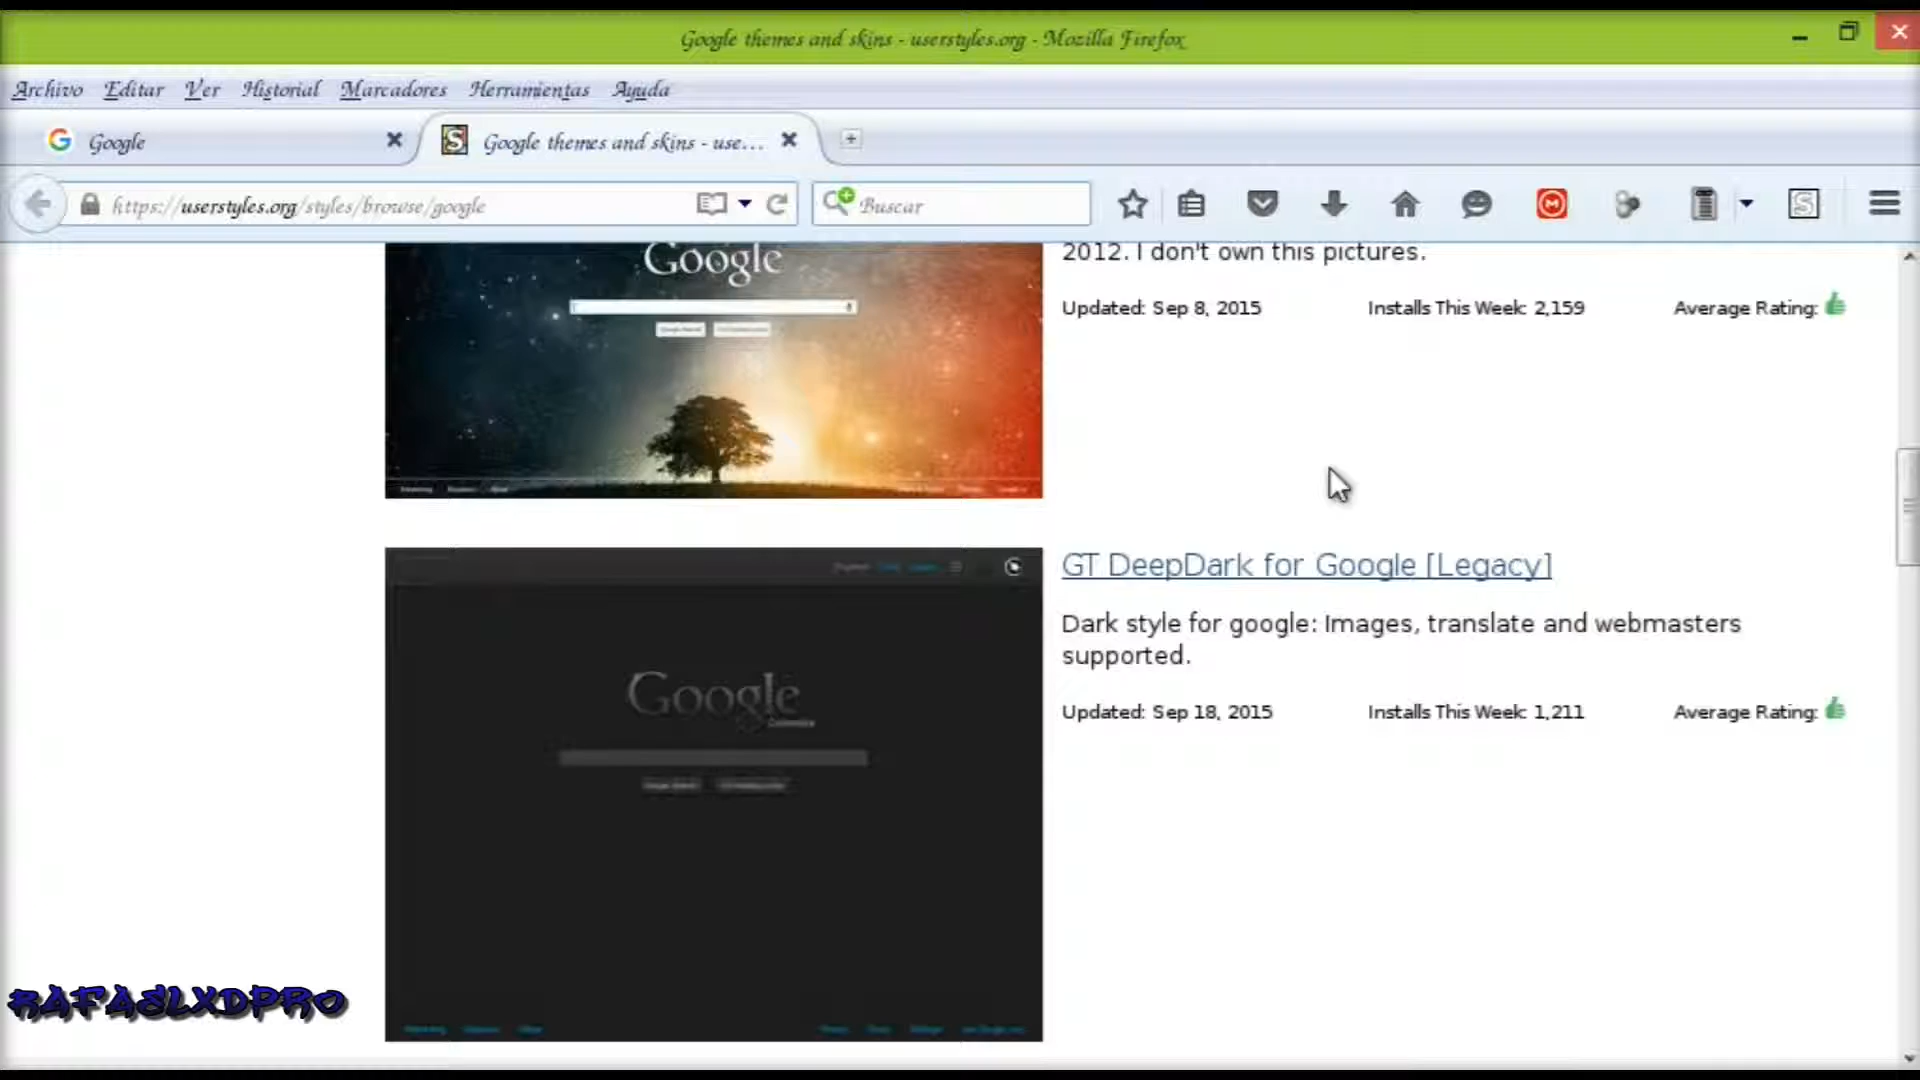 Google themes and skins - userstyles.org - Mozilla Firefox
Archivo Editar Ver Historial Marcadores Herramientas Ayuda
Google
Google themes and skins - use...
https://userstyles.org/styles/browse/google
Buscar
Google
2012. I don't own this pictures.
Updated: Sep 8, 2015 Installs This Week: 2,159 Average Rating:
GT DeepDark for Google [Legacy]
Dark style for google: Images, translate and webmasters
supported.
Updated: Sep 18, 2015 Installs This Week: 1,211 Average Rating:
Google
RAFAELXDPRO